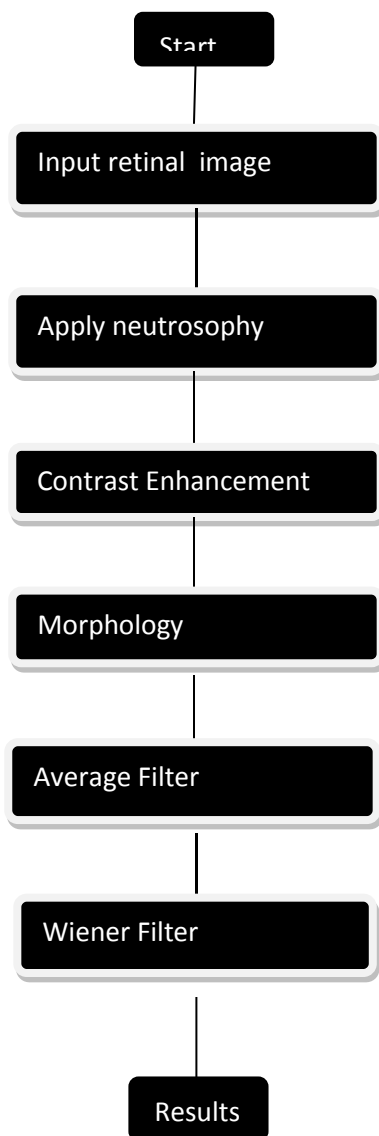 Start
Input retinal image
Apply neutrosophy
Contrast Enhancement
Morphology
Average Filter
Wiener Filter
Results